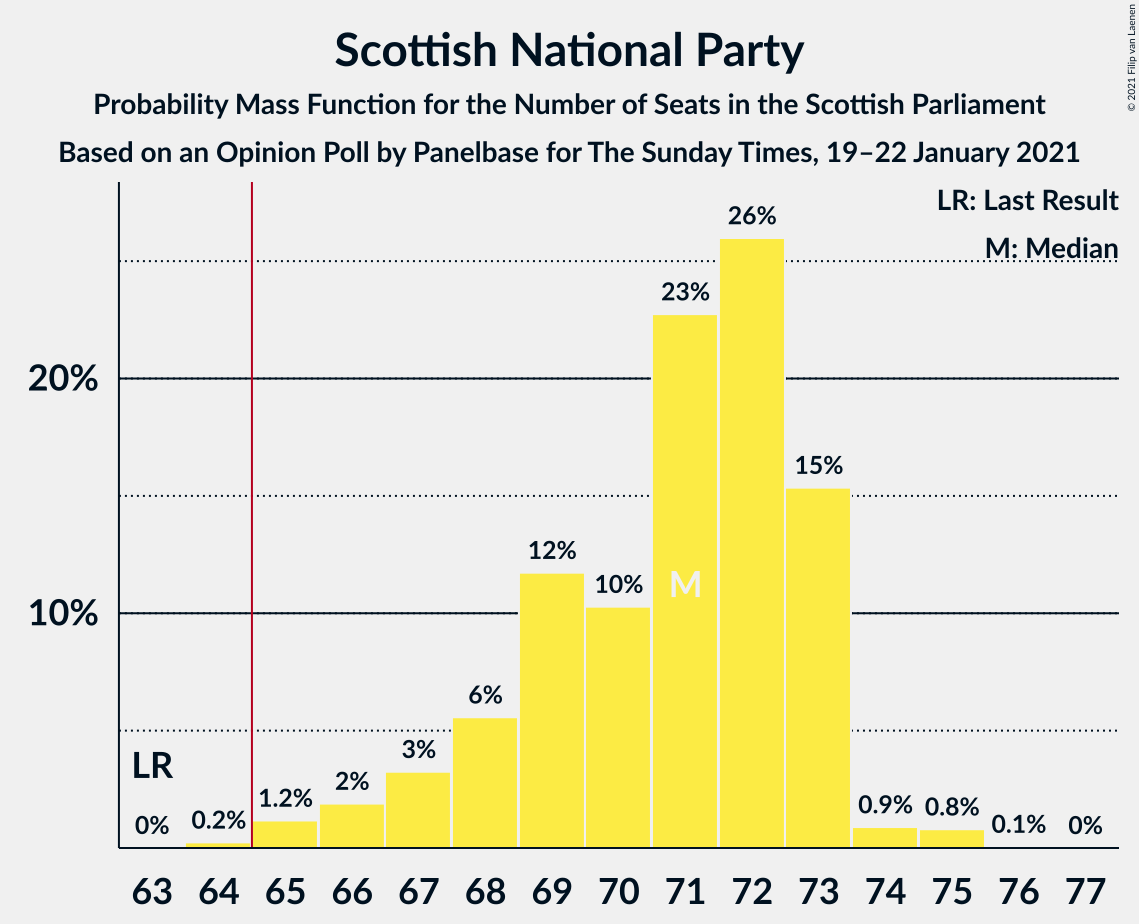 Scottish National Party
Probability Mass Function for the Number of Seats in the Scottish Parliament
Based on an Opinion Poll by Panelbase for The Sunday Times, 19–22 January 2021
© 2021 Filip van Laenen
LR: Last Result
M: Median
26%
23%
20%
15%
12%
10%
10%
M
6%
3%
LR
2%
1.2%
0.9%
0.8%
0.2%
0%
0.1%
0%
63 64 65 66 67 68 69 70 71 72 73 74 75 76 77